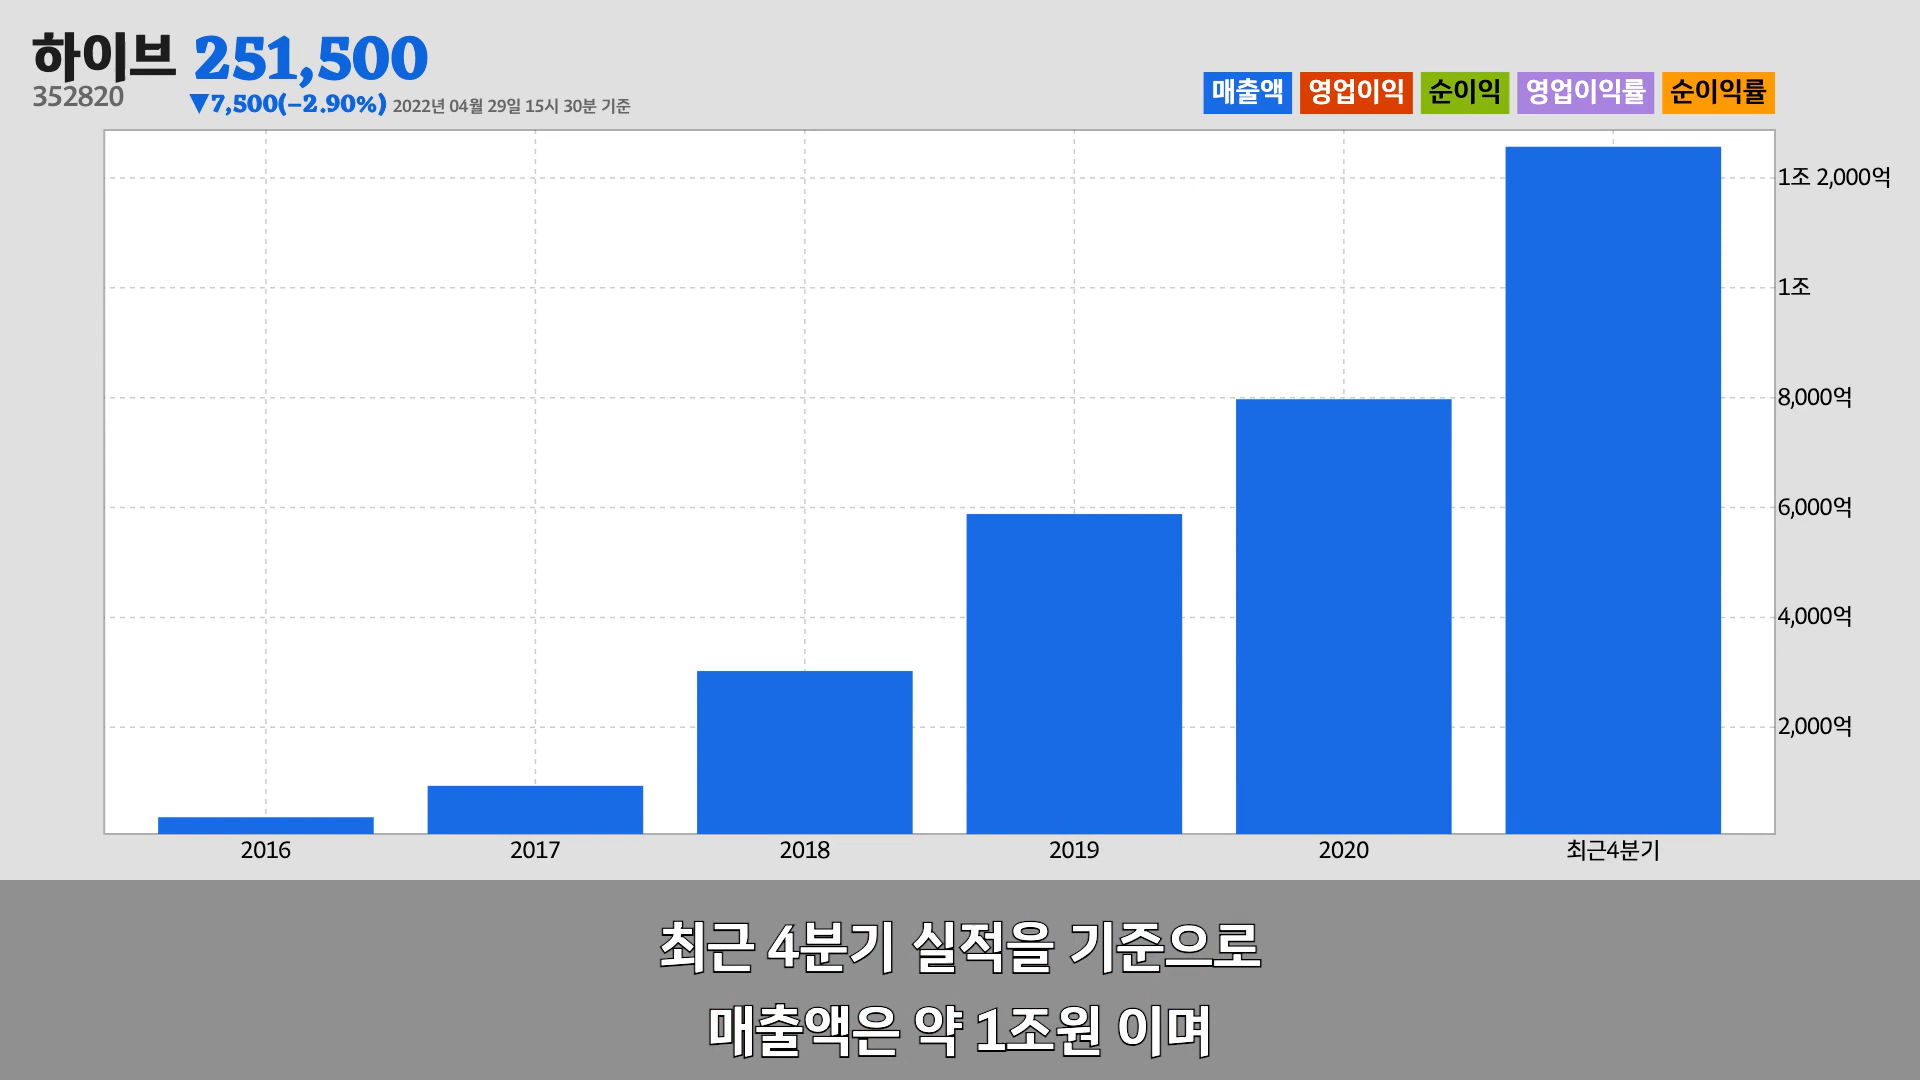 하이브 251,500
352820 ▼7,500(-2.90%) 2022년 04월 29일 15시 30분 기준
매출액 영업이익 순이익 영업이익률 순이익률
1조 2,000억
1조
8,000억
6,000억
4,000억
2,000억
2016 2017 2018 2019 2020 최근4분기
최근 4분기 실적을 기준으로
매출액은 약 1조원 이며